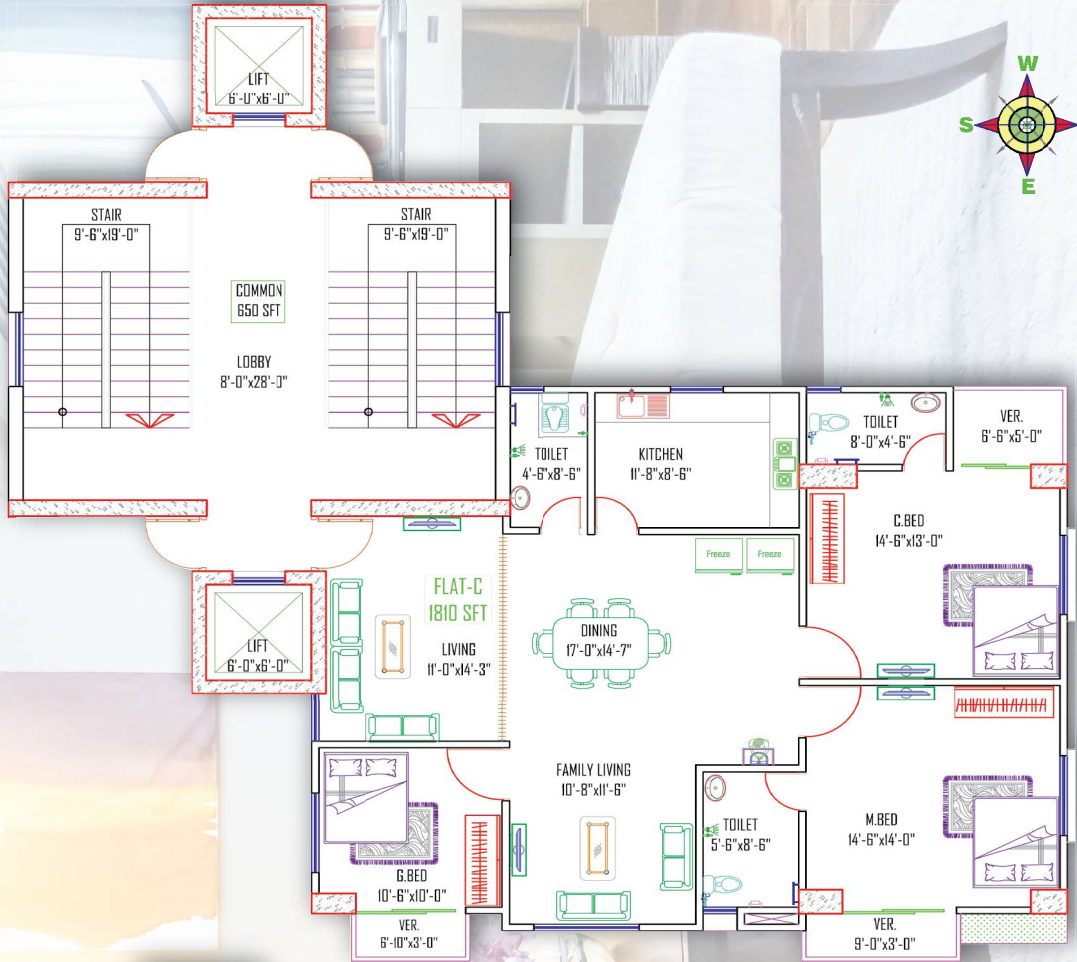 LIFT
6'-0"x6'-0"
W
S
E
STAIR
9'-6"x19'-0"
STAIR
9'-6"x19'-0"
COMMON
650 SFT
LOBBY
8'-0"x28'-0"
TOILET
4'-6"x8'-6"
KITCHEN
11'-8"x8'-6"
TOILET
8'-0"x4'-6"
VER.
6'-6"x5'-0"
C.BED
14'-6"x13'-0"
Freeze
Freeze
FLAT-C
1810 SFT
LIVING
11'-0"x14'-3"
DINING
17'-0"x14'-7"
LIFT
6'-0"x6'-0"
FAMILY LIVING
10'-8"x11'-6"
TOILET
5'-6"x8'-6"
M.BED
14'-6"x14'-0"
G.BED
10'-6"x10'-0"
VER.
6'-10"x3'-0"
VER.
9'-0"x3'-0"